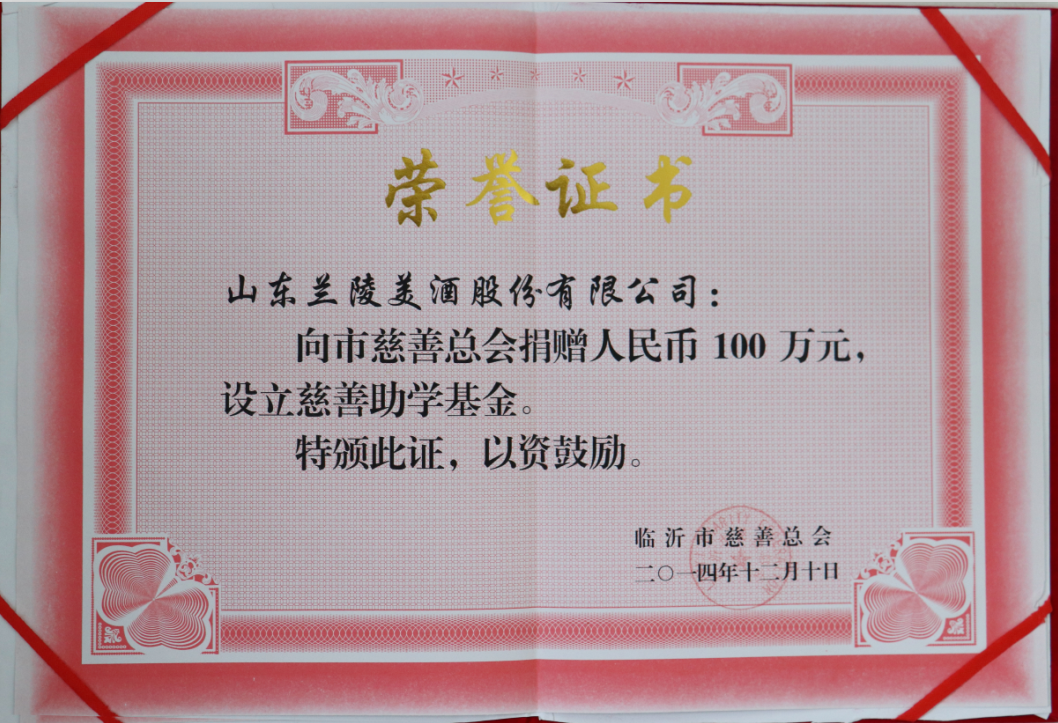 荣誉证书
山东兰陵美酒股份有限公司：
向市慈善总会捐赠人民币 100 万元，
设立慈善助学基金。
特颁此证，以资鼓励。
临沂市慈善总会
二〇一四年十二月十日